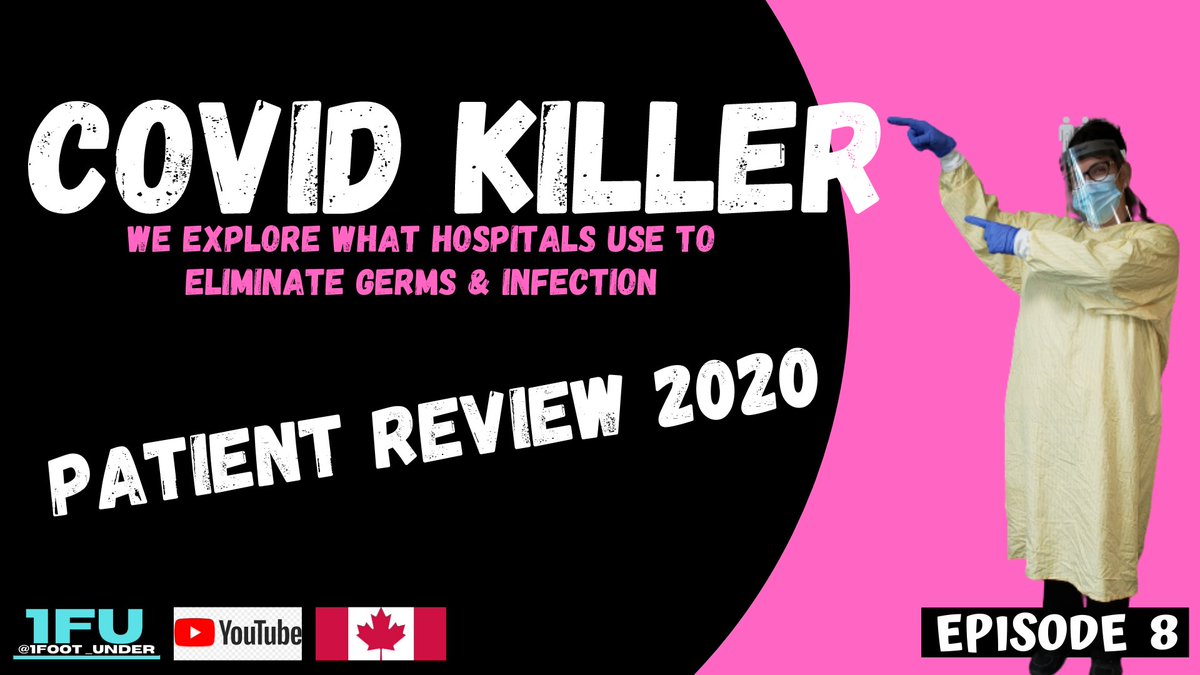 COVID KILLER
WE EXPLORE WHAT HOSPITALS USE TO
ELIMINATE GERMS & INFECTION
PATIENT REVIEW 2020
1FU
@1FOOT_UNDER
YouTube
EPISODE 8